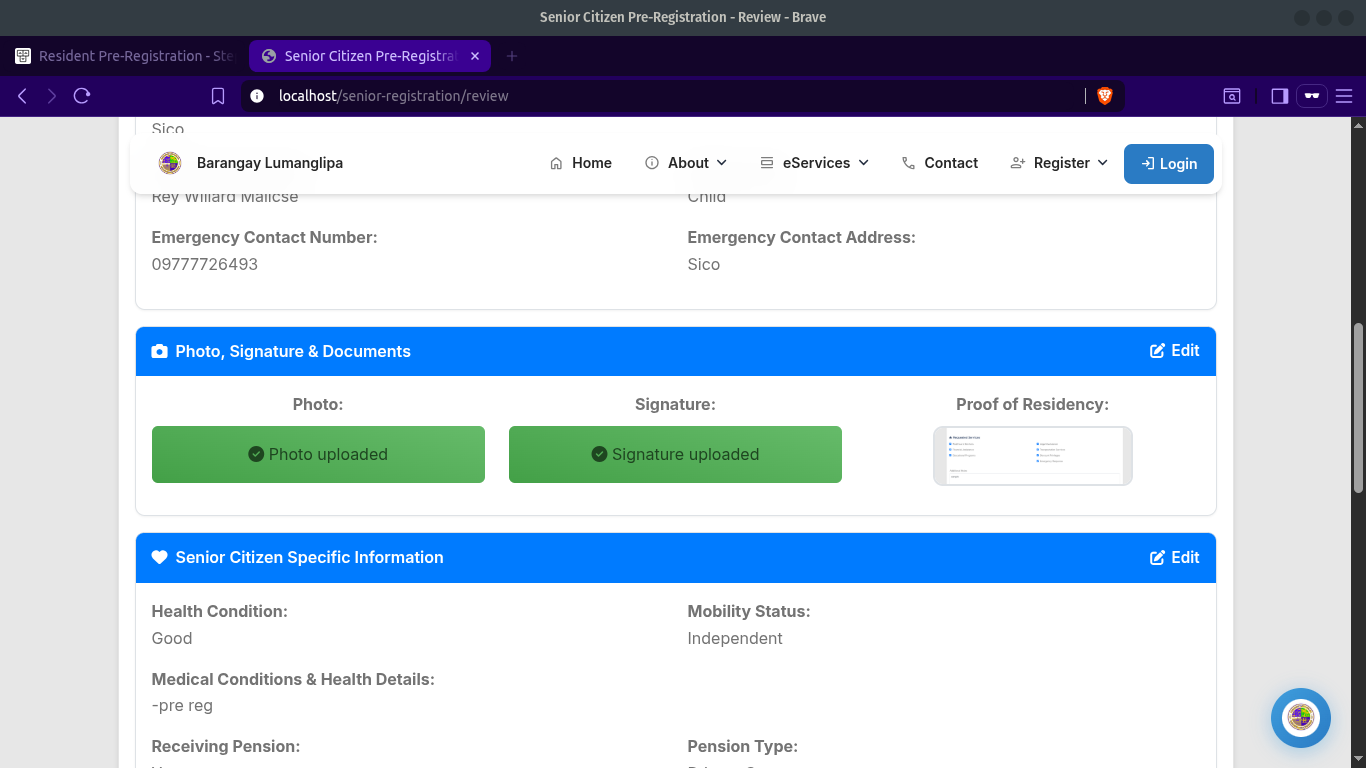 Senior Citizen Pre-Registration - Review - Brave
Resident Pre-Registration - Ste
Senior Citizen Pre-Registra
localhost/senior-registration/review
Sico
Barangay Lumanglipa
Home
About
eServices
Contact
Register
Login
Rey Willard Malicse
Child
Emergency Contact Number:
Emergency Contact Address:
09777726493
Sico
Photo, Signature & Documents
Edit
Photo:
Signature:
Proof of Residency:
Photo uploaded
Signature uploaded
Senior Citizen Specific Information
Edit
Health Condition:
Mobility Status:
Good
Independent
Medical Conditions & Health Details:
-pre reg
Receiving Pension:
Pension Type: